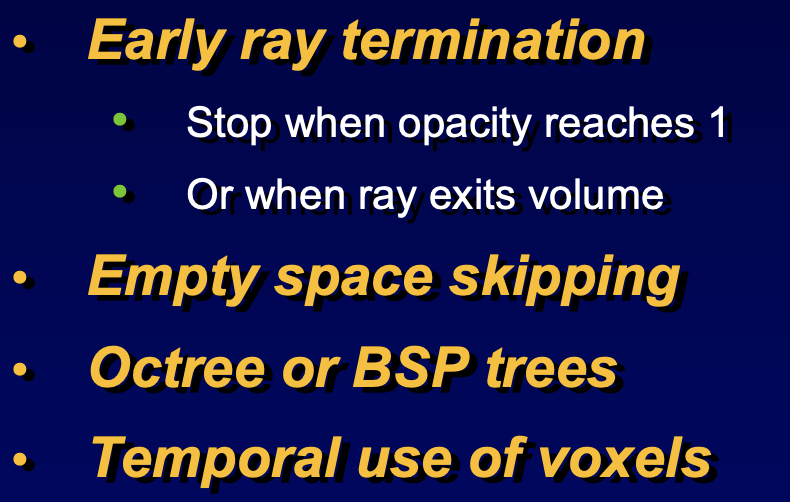 • Early ray termination
• Stop when opacity reaches 1
• Or when ray exits volume
• Empty space skipping
• Octree or BSP trees
• Temporal use of voxels